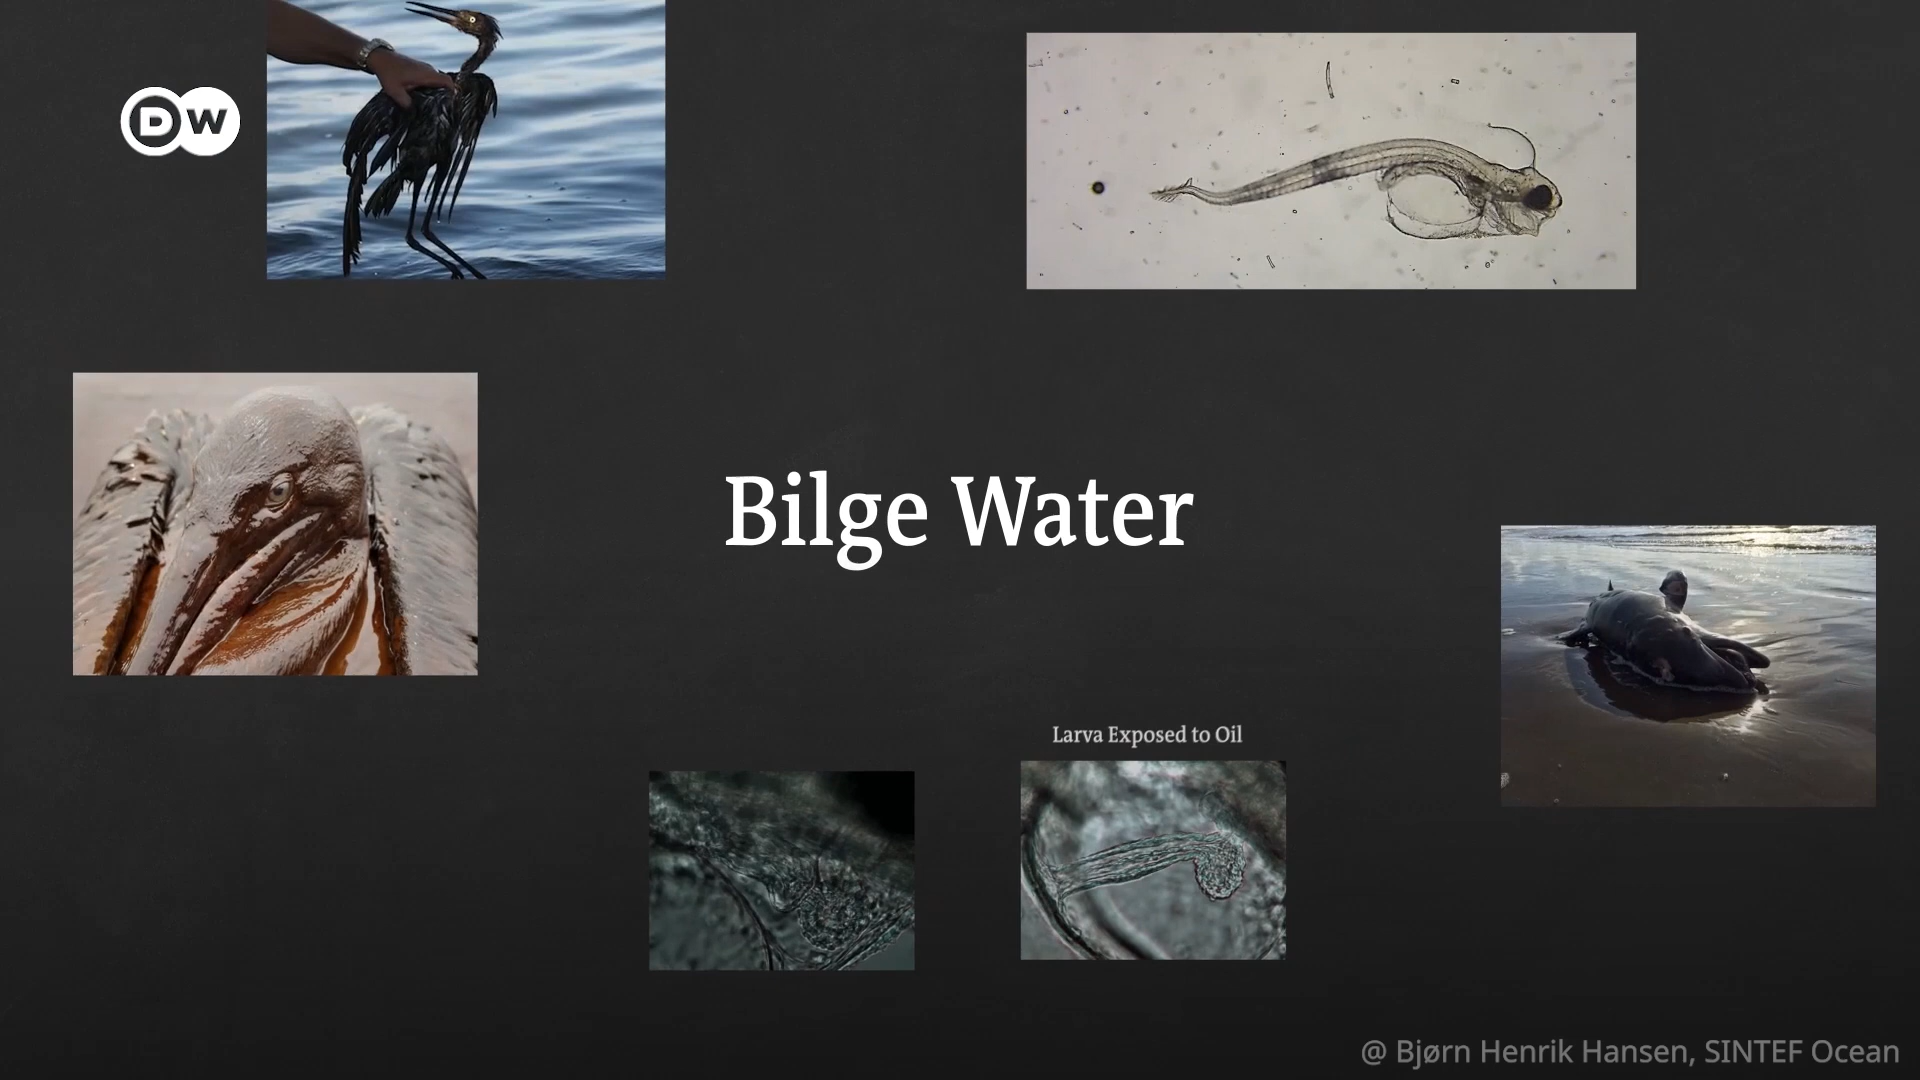 DW
Bilge Water
Larva Exposed to Oil
@ Bjørn Henrik Hansen, SINTEF Ocean